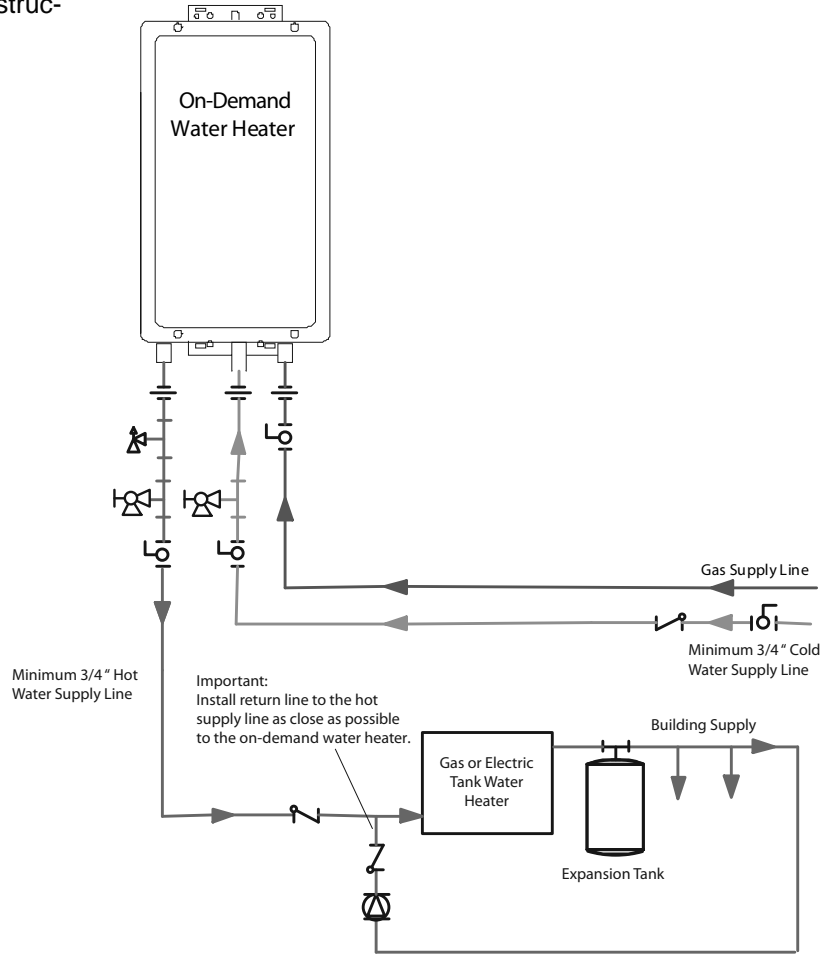 struc-
On-Demand
Water Heater
Gas Supply Line
Minimum 3/4 “ Cold
Water Supply Line
Minimum 3/4 “ Hot
Water Supply Line
Important:
Install return line to the hot
supply line as close as possible
to the on-demand water heater.
Building Supply
Gas or Electric
Tank Water
Heater
Expansion Tank